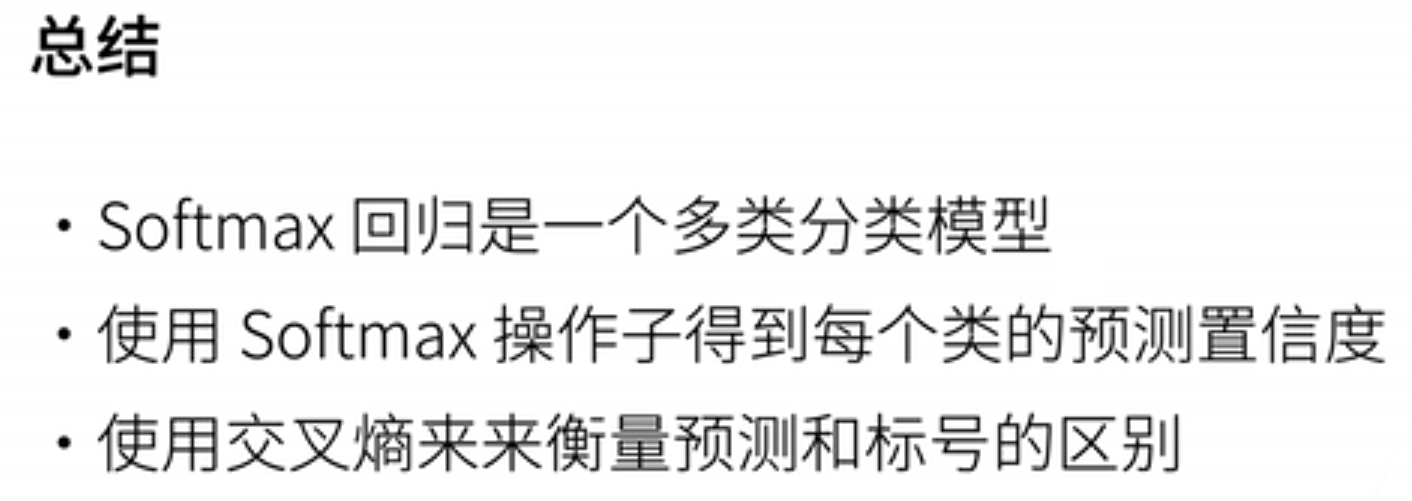 总结
• Softmax 回归是一个多类分类模型
• 使用 Softmax 操作子得到每个类的预测置信度
• 使用交叉熵来来衡量预测和标号的区别